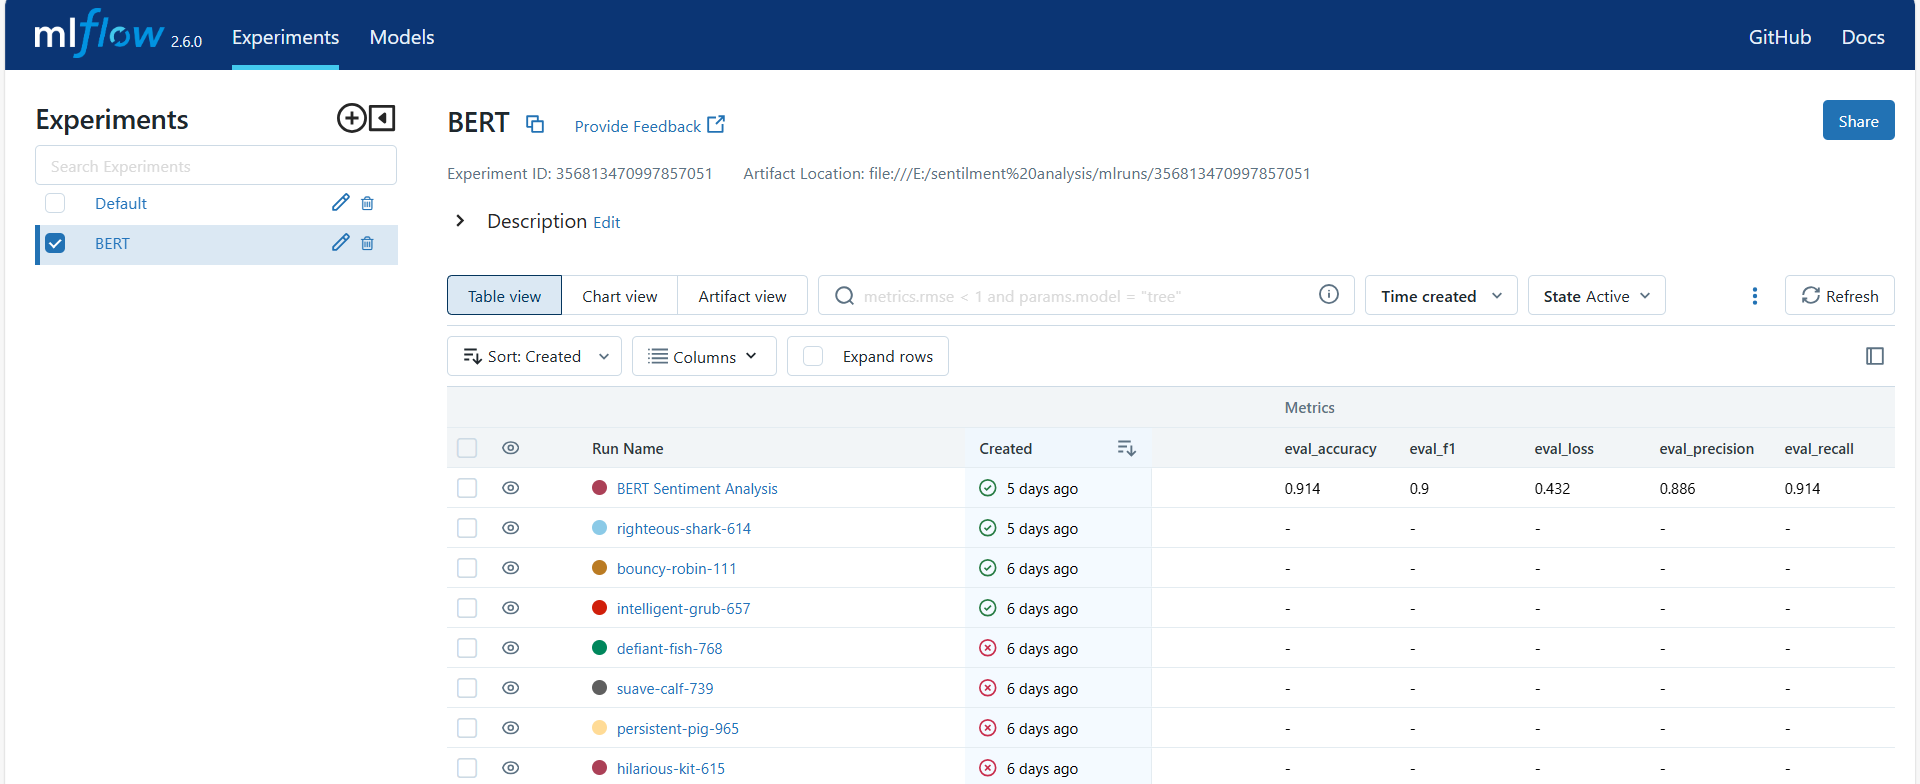 mlflow 2.6.0 Experiments Models GitHub Docs
Experiments
Search Experiments
Default
BERT
BERT Provide Feedback Share
Experiment ID: 356813470997857051 Artifact Location: file:///E:/sentilment%20analysis/mlruns/356813470997857051
Description Edit
Table view Chart view Artifact view metrics.rmse < 1 and params.model = "tree" Time created State Active Refresh
Sort: Created Columns Expand rows
Metrics
Run Name Created eval_accuracy eval_f1 eval_loss eval_precision eval_recall
BERT Sentiment Analysis 5 days ago 0.914 0.9 0.432 0.886 0.914
righteous-shark-614 5 days ago - - - - -
bouncy-robin-111 6 days ago - - - - -
intelligent-grub-657 6 days ago - - - - -
defiant-fish-768 6 days ago - - - - -
suave-calf-739 6 days ago - - - - -
persistent-pig-965 6 days ago - - - - -
hilarious-kit-615 6 days ago - - - - -